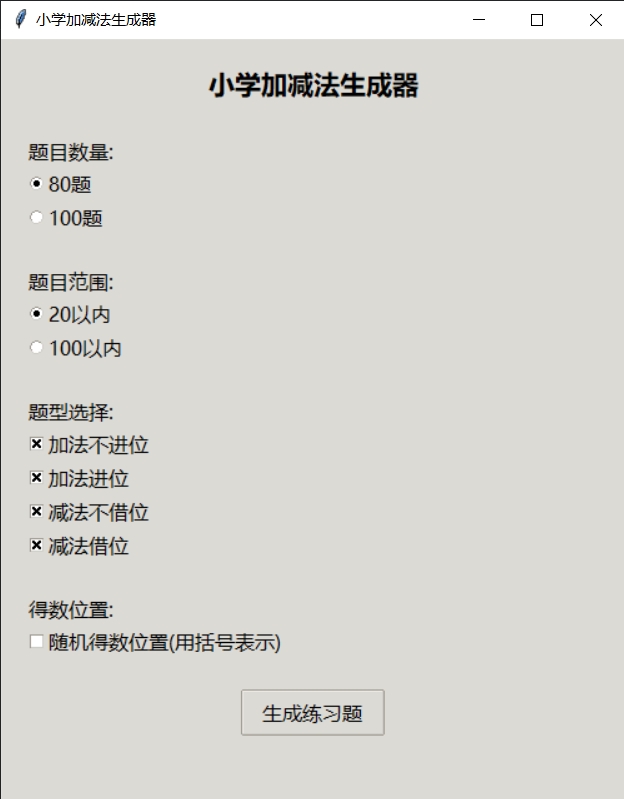 小学加减法生成器
小学加减法生成器
题目数量:
80题
100题
题目范围:
20以内
100以内
题型选择:
加法不进位
加法进位
减法不借位
减法借位
得数位置:
随机得数位置(用括号表示)
生成练习题